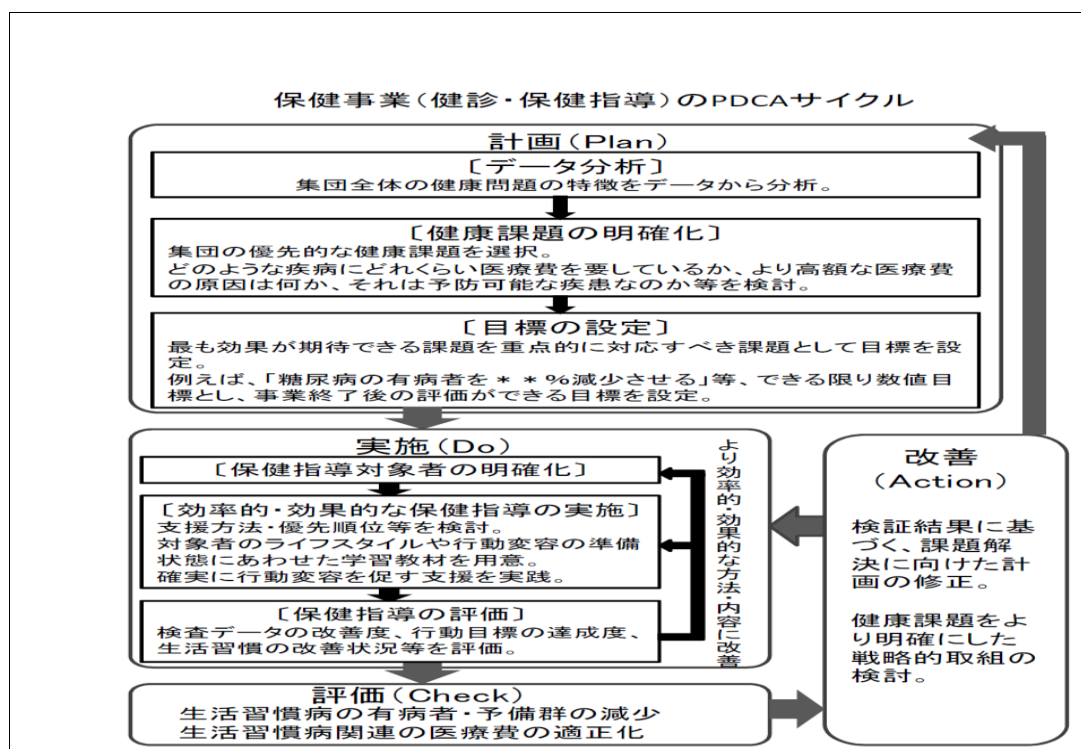 保健事業(健診・保健指導)のPDCAサイクル
計画(Plan)
〔データ分析〕
集団全体の健康問題の特徴をデータから分析。
〔健康課題の明確化〕
集団の優先的な健康課題を選択。
どのような疾病にどれくらい医療費を要しているか、より高額な医療費
の原因は何か、それは予防可能な疾患なのか等を検討。
〔目標の設定〕
最も効果が期待できる課題を重点的に対応すべき課題として目標を設
定。
例えば、「糖尿病の有病者を**%減少させる」等、できる限り数値目
標とし、事業終了後の評価ができる目標を設定。
実施(Do)
〔保健指導対象者の明確化〕
〔効率的・効果的な保健指導の実施〕
支援方法・優先順位等を検討。
対象者のライフスタイルや行動変容の準備
状態にあわせた学習教材を用意。
確実に行動変容を促す支援を実践。
〔保健指導の評価〕
検査データの改善度、行動目標の達成度、
生活習慣の改善状況等を評価。
より効率的・効果的な方法・内容に改善
評価(Check)
生活習慣病の有病者・予備群の減少
生活習慣病関連の医療費の適正化
改善
(Action)
検証結果に基
づく、課題解
決に向けた計
画の修正。
健康課題をよ
り明確にした
戦略的取組の
検討。